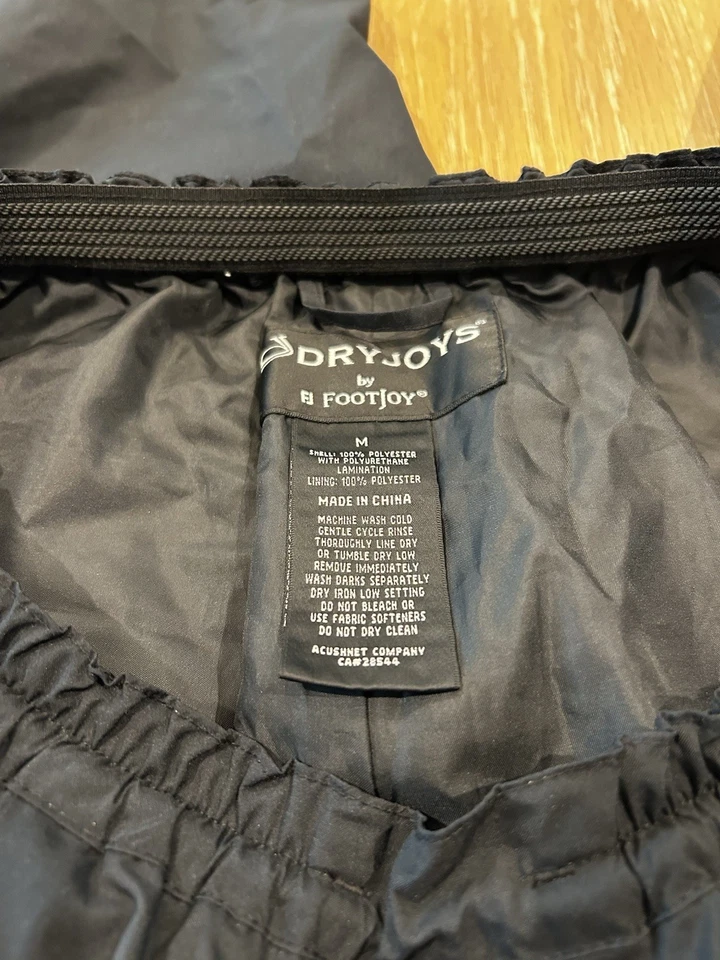 DRYJOYS
by
FJ FOOTJOY®
M
SHELL: 100% POLYESTER
WITH POLYURETHANE
LAMINATION
LINING: 100% POLYESTER
MADE IN CHINA
MACHINE WASH COLD
GENTLE CYCLE RINSE
THOROUGHLY LINE DRY
OR TUMBLE DRY LOW
REMOVE IMMEDIATELY
WASH DARKS SEPARATELY
DRY IRON LOW SETTING
DO NOT BLEACH OR
USE FABRIC SOFTENERS
DO NOT DRY CLEAN
ACUSHNET COMPANY
CA#28544